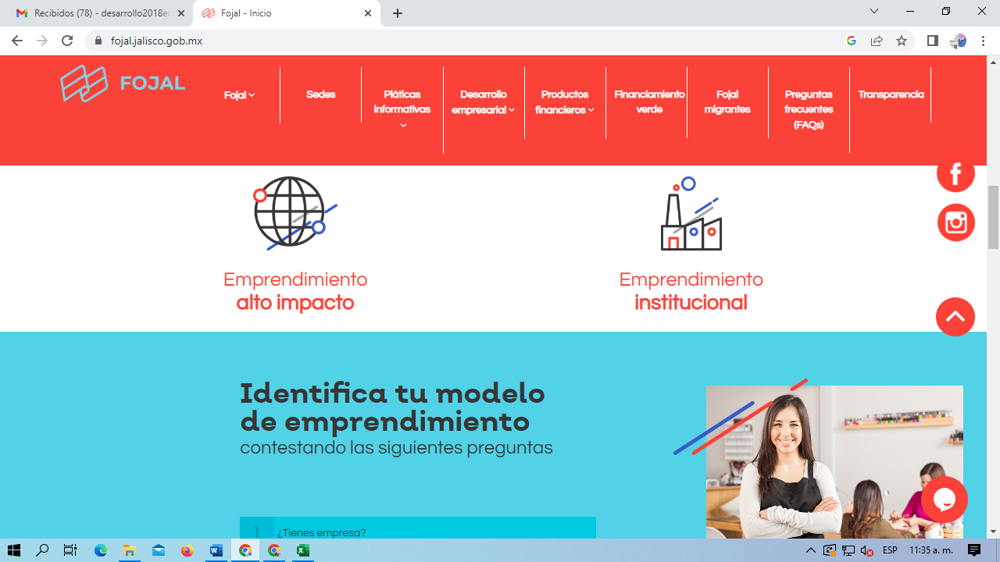 Recibidos (78) - desarrollo2018ec
Fojal - Inicio
fojal.jalisco.gob.mx
FOJAL
Fojal
Sedes
Pláticas
informativas
Desarrollo
empresarial
Productos
financieros
Financiamiento
verde
Fojal
migrantes
Preguntas
frecuentes
(FAQs)
Transparencia
Emprendimiento
alto impacto
Emprendimiento
institucional
Identifica tu modelo
de emprendimiento
contestando las siguientes preguntas
1 ¿Tienes empresa?
ESP
11:35 a. m.